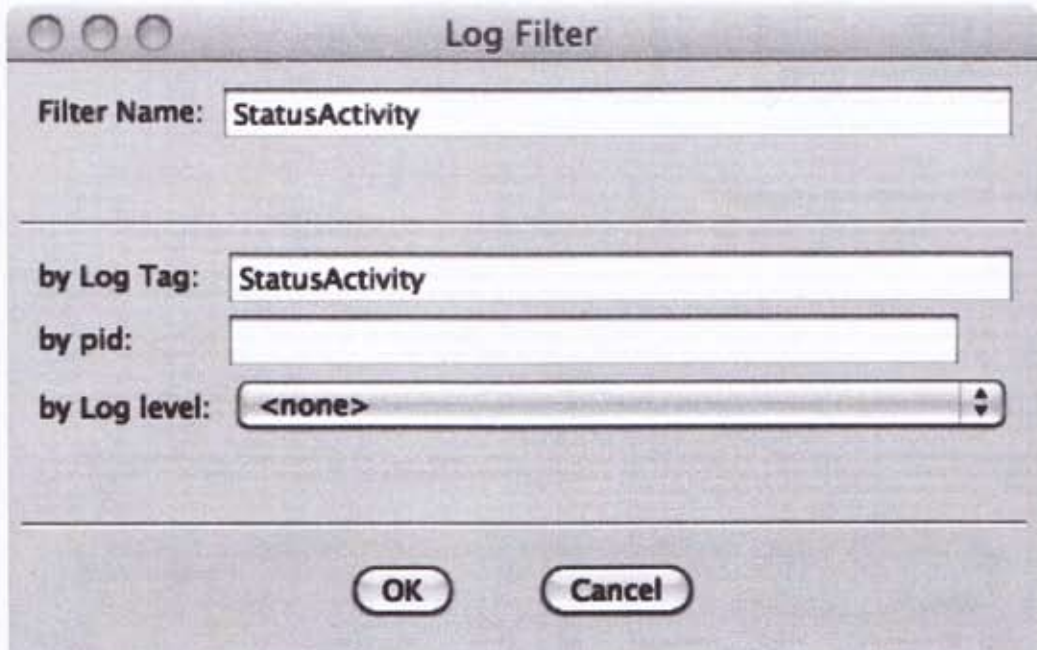 Log Filter
Filter Name: StatusActivity
by Log Tag: StatusActivity
by pid:
by Log level: <none>
OK Cancel